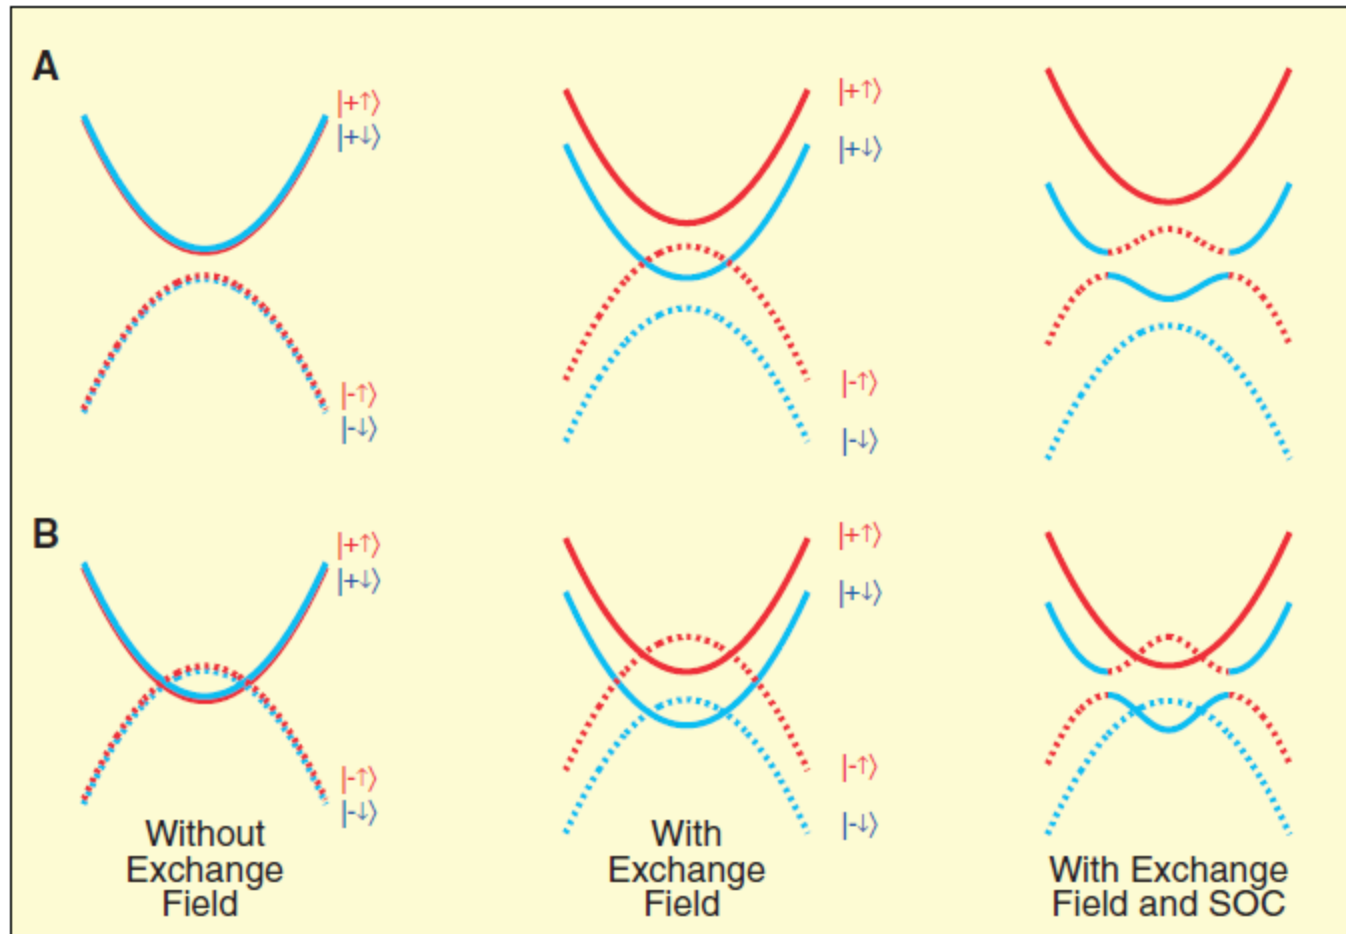 A
|+↑⟩
|+↓⟩
|-↑⟩
|-↓⟩
|+↑⟩
|+↓⟩
|-↑⟩
|-↓⟩
B
|+↑⟩
|+↓⟩
|-↑⟩
|-↓⟩
Without
Exchange
Field
|+↑⟩
|+↓⟩
|-↑⟩
|-↓⟩
With
Exchange
Field
With Exchange
Field and SOC